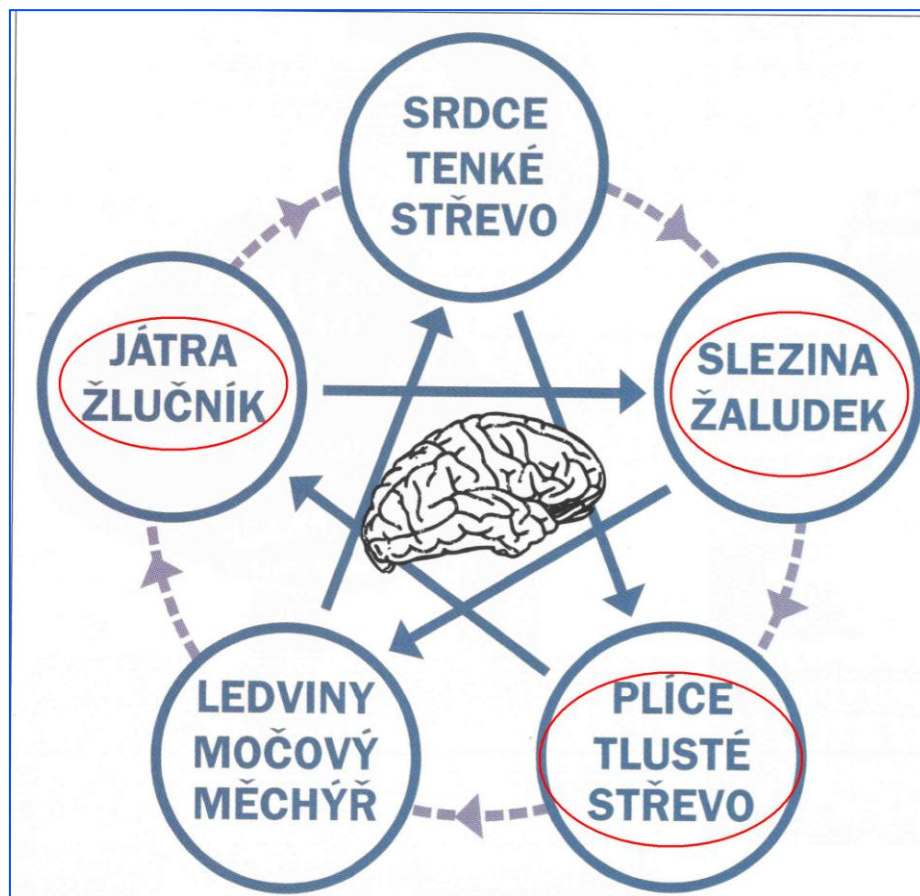 SRDCE
TENKÉ
STŘEVO
JÁTRA
ŽLUČNÍK
SLEZINA
ŽALUDEK
LEDVINY
MOČOVÝ
MĚCHÝŘ
PLÍCE
TLUSTÉ
STŘEVO